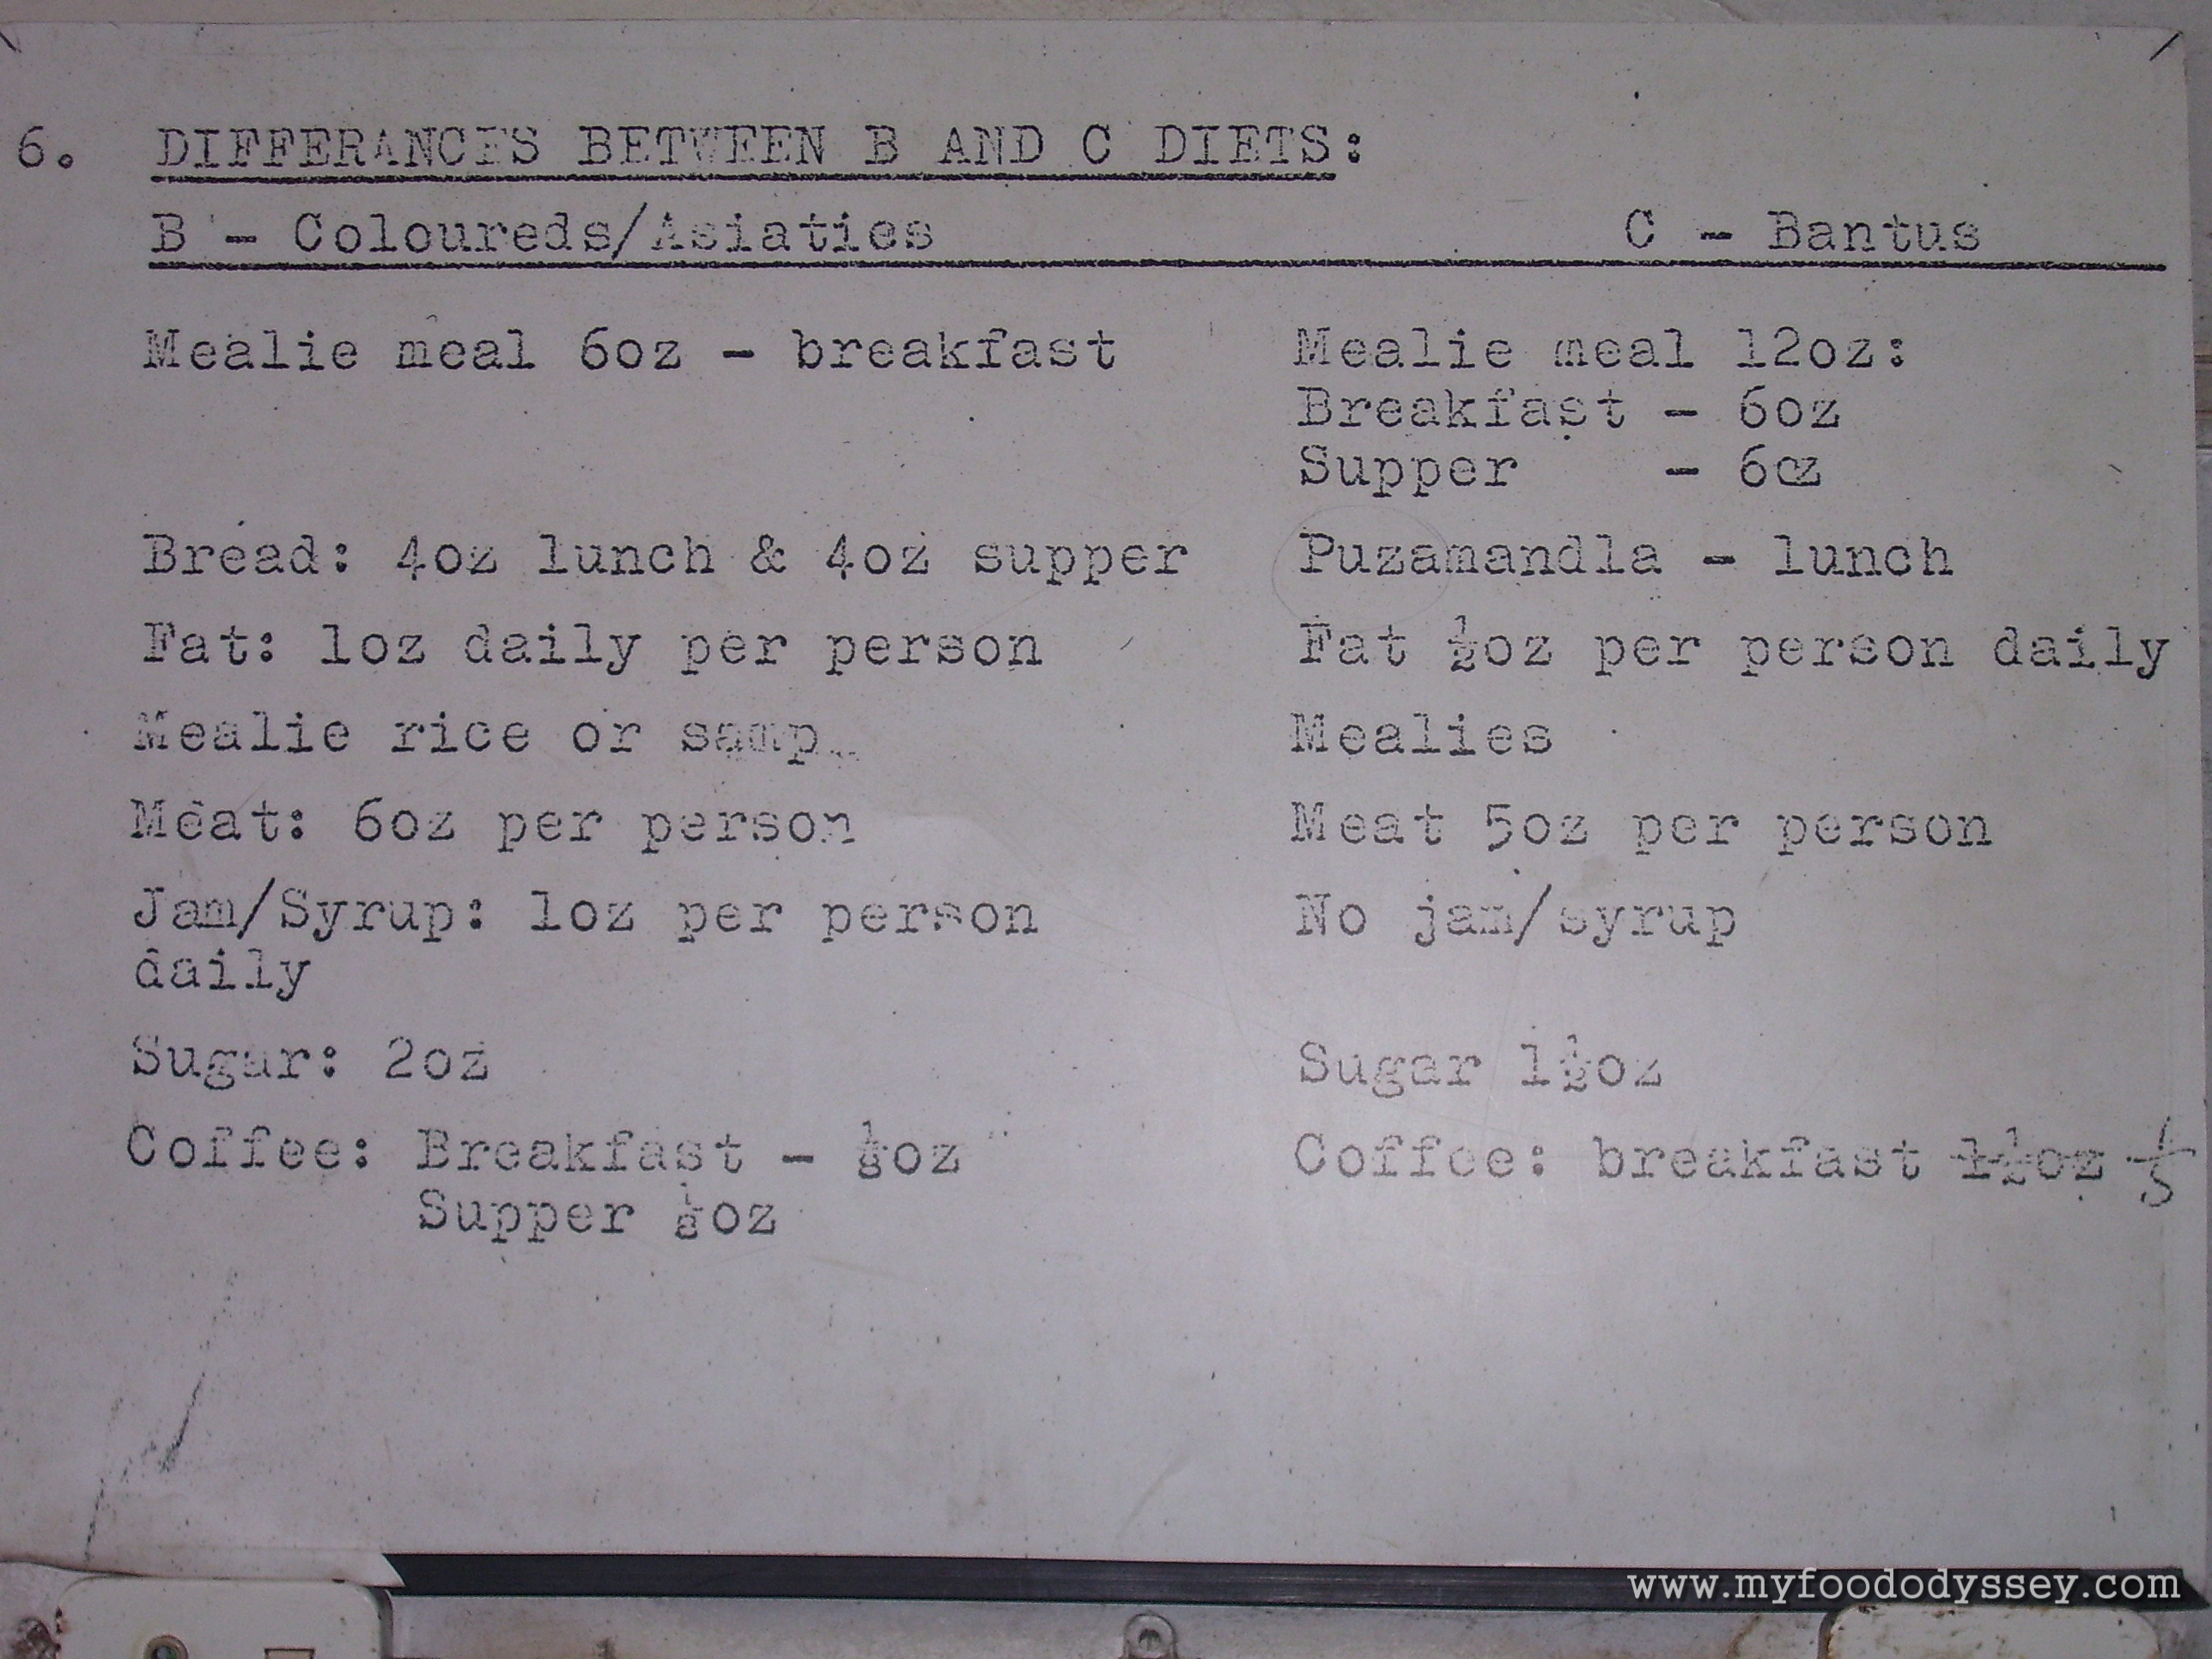 6. DIFFERANCES BETWEEN B AND C DIETS:
B - Coloureds/Asiatics C - Bantus
Mealie meal 6oz - breakfast Mealie meal 12oz:
Breakfast - 6oz
Supper - 6oz
Bread: 4oz lunch & 4oz supper Puzamandla - lunch
Fat: 1oz daily per person Fat ½oz per person daily
Mealie rice or samp Mealies
Meat: 6oz per person Meat 5oz per person
Jam/Syrup: 1oz per person No jam/syrup
daily
Sugar: 2oz Sugar 1½oz
Coffee: Breakfast - ⅛oz Coffee: breakfast
Supper ⅛oz
www.myfoododyssey.com